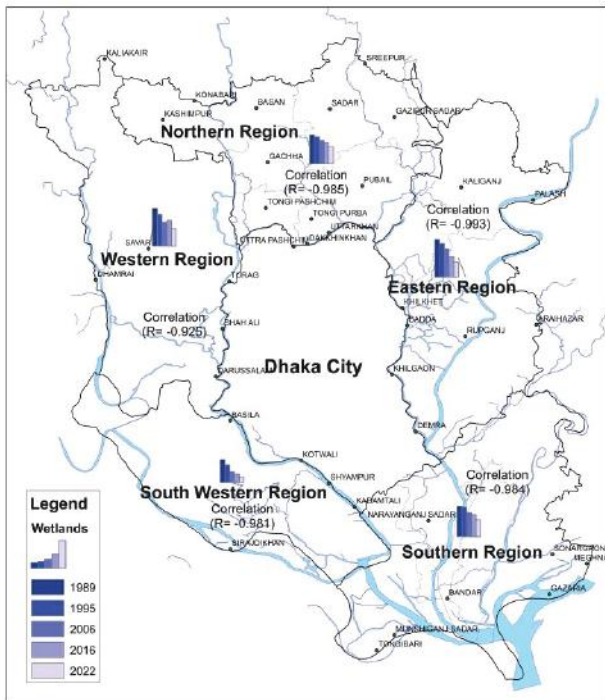 KALIAKAIR
SREEPUR
KONABARI
BASAN
SADAR
KASHIMPUR
GAZIPUR SADAR
Northern Region
GACHHA
Correlation
(R= -0.985)
PUBAIL
KALIGANJ
PALASH
TONGI PASHCHIM
TONGI PURBA
Correlation
(R= -0.993)
UTTARKHAN
DAKKHINKHAN
UTTRA PASHCHIM
SAVAR
Western Region
DHAMRAI
TURAG
Eastern Region
KHILKHET
BADDA
ARAIHAZAR
Correlation
(R= -0.925)
SHAH ALI
RUPGANJ
Dhaka City
DARUSSALAM
KHILGAON
BASILA
DEMRA
KOTWALI
Correlation
(R= -0.984)
SHYAMPUR
South Western Region
KADAMTALI
NARAYANGANJ SADAR
Correlation
(R= -0.981)
SIRAJDIKHAN
Southern Region
SONARGAON
MEGHNA
GAZARIA
BANDAR
MUNSHIGANJ SADAR
TONGIBARI
Legend
Wetlands
1989
1995
2006
2016
2022